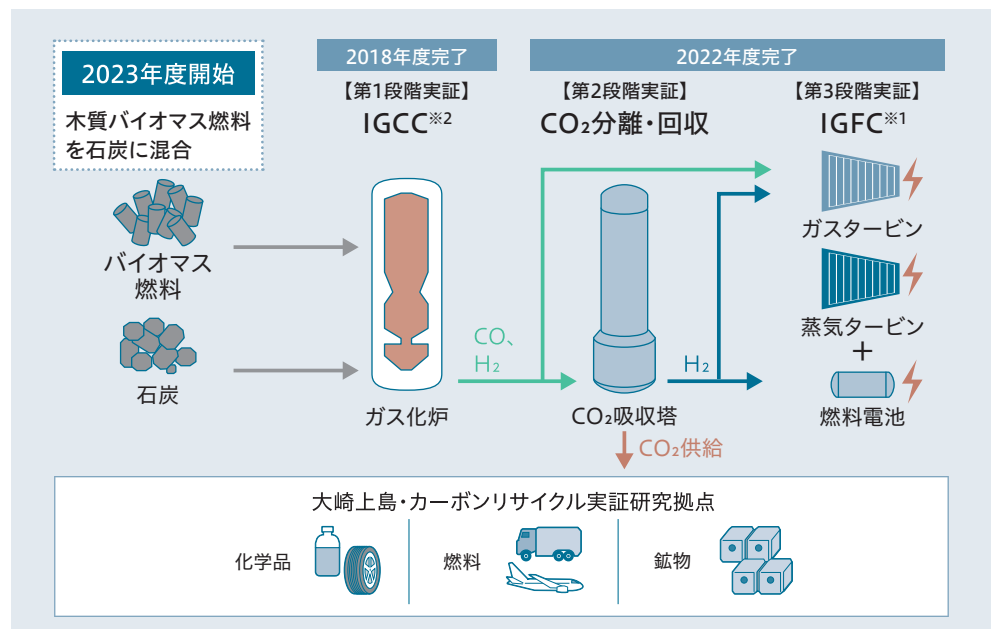 2023年度開始
木質バイオマス燃料
を石炭に混合
2018年度完了
【第1段階実証】
IGCC※2
2022年度完了
【第2段階実証】
CO₂分離・回収
【第3段階実証】
IGFC※1
バイオマス
燃料
石炭
ガス化炉
CO、
H₂
CO₂吸収塔
H₂
ガスタービン
蒸気タービン
+
燃料電池
CO₂供給
大崎上島・カーボンリサイクル実証研究拠点
化学品
燃料
鉱物